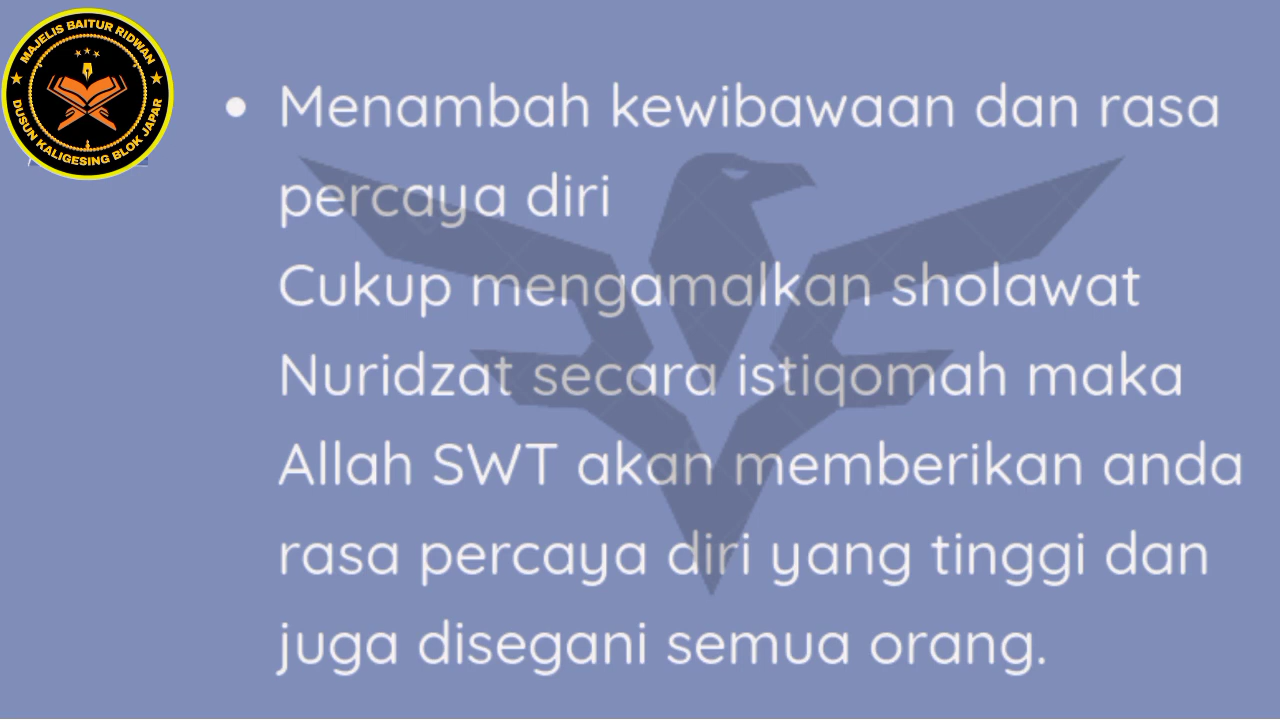 MAJELIS BAITUR RIDWAN
DUSUN KALIGESING BLOK JAPAR
• Menambah kewibawaan dan rasa
percaya diri
Cukup mengamalkan sholawat
Nuridzat secara istiqomah maka
Allah SWT akan memberikan anda
rasa percaya diri yang tinggi dan
juga disegani semua orang.